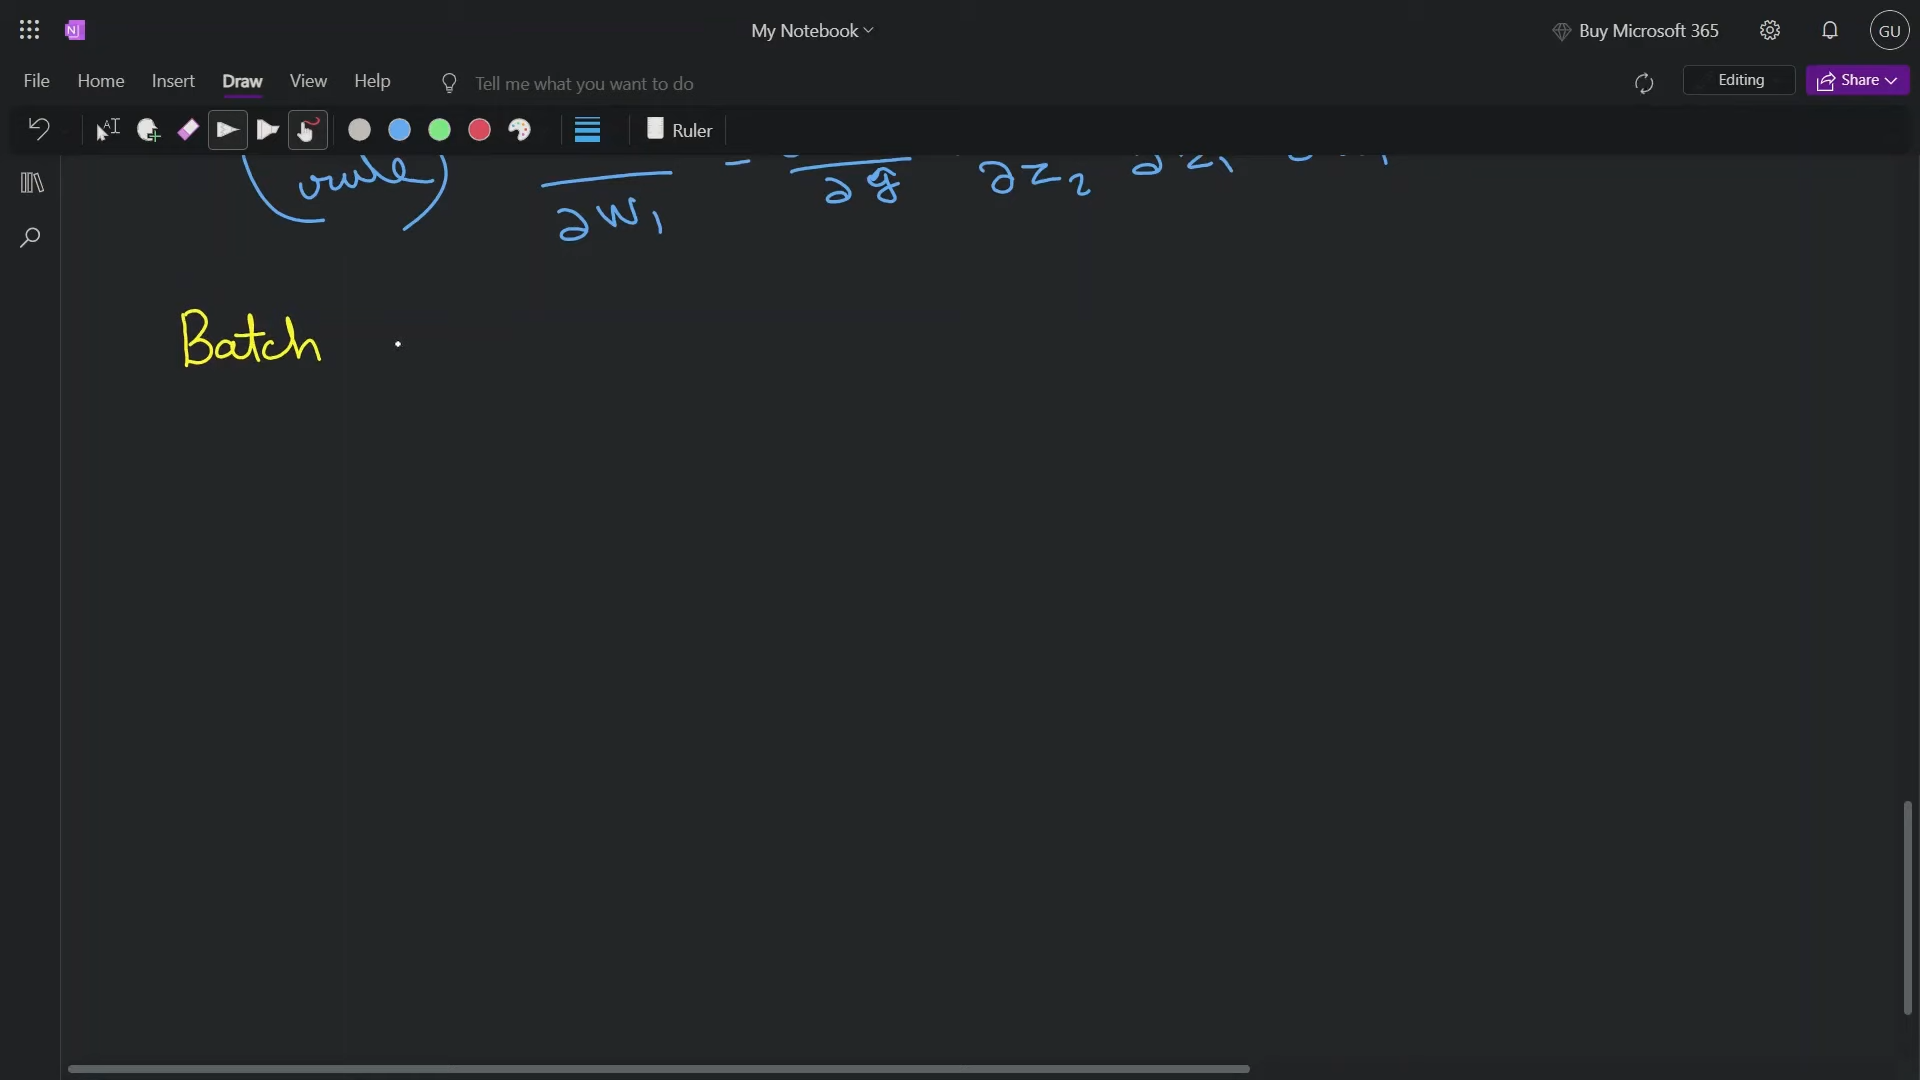 My Notebook
Buy Microsoft 365
GU
File Home Insert Draw View Help Tell me what you want to do Editing Share
Ruler
(rule) ∂W₁ = ∂ŷ ∂z₂ ∂z₁
Batch